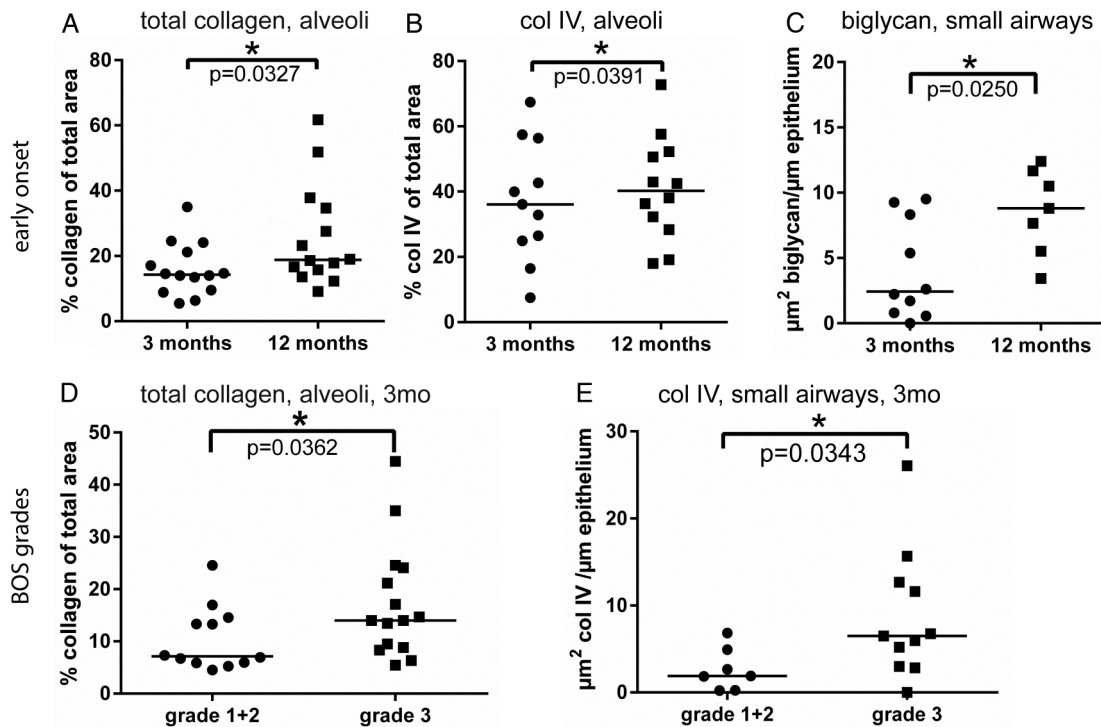 A total collagen, alveoli
*
p=0.0327
% collagen of total area
80
60
40
20
0
3 months 12 months
B col IV, alveoli
*
p=0.0391
% col IV of total area
80
60
40
20
0
3 months 12 months
C biglycan, small airways
*
p=0.0250
µm² biglycan/µm epithelium
20
15
10
5
0
3 months 12 months
early onset
D total collagen, alveoli, 3mo
*
p=0.0362
% collagen of total area
50
40
30
20
10
0
grade 1+2 grade 3
E col IV, small airways, 3mo
*
p=0.0343
µm² col IV /µm epithelium
30
20
10
0
grade 1+2 grade 3
BOS grades